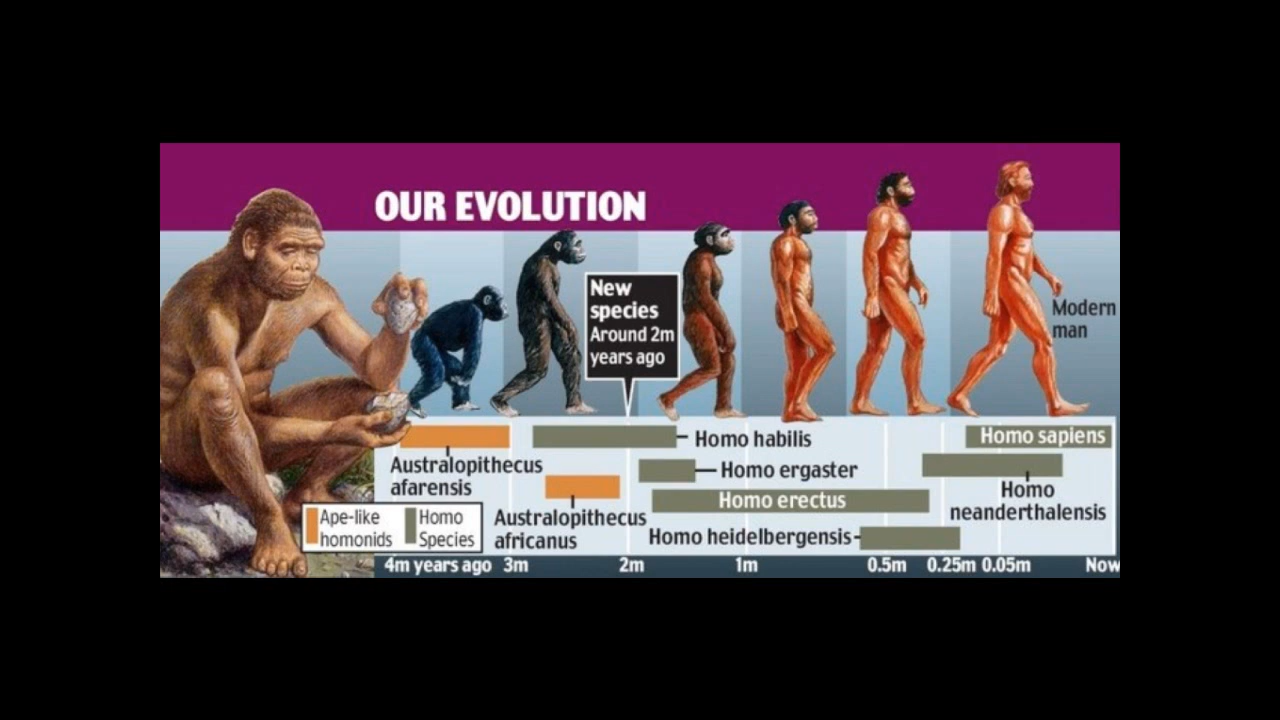 OUR EVOLUTION
New
species
Around 2m
years ago
Modern
man
Homo habilis
Homo sapiens
Australopithecus
afarensis
Homo ergaster
Homo erectus
Homo
neanderthalensis
Ape-like
homonids
Homo
Species
Australopithecus
africanus
Homo heidelbergensis
4m years ago 3m 2m 1m 0.5m 0.25m 0.05m Now